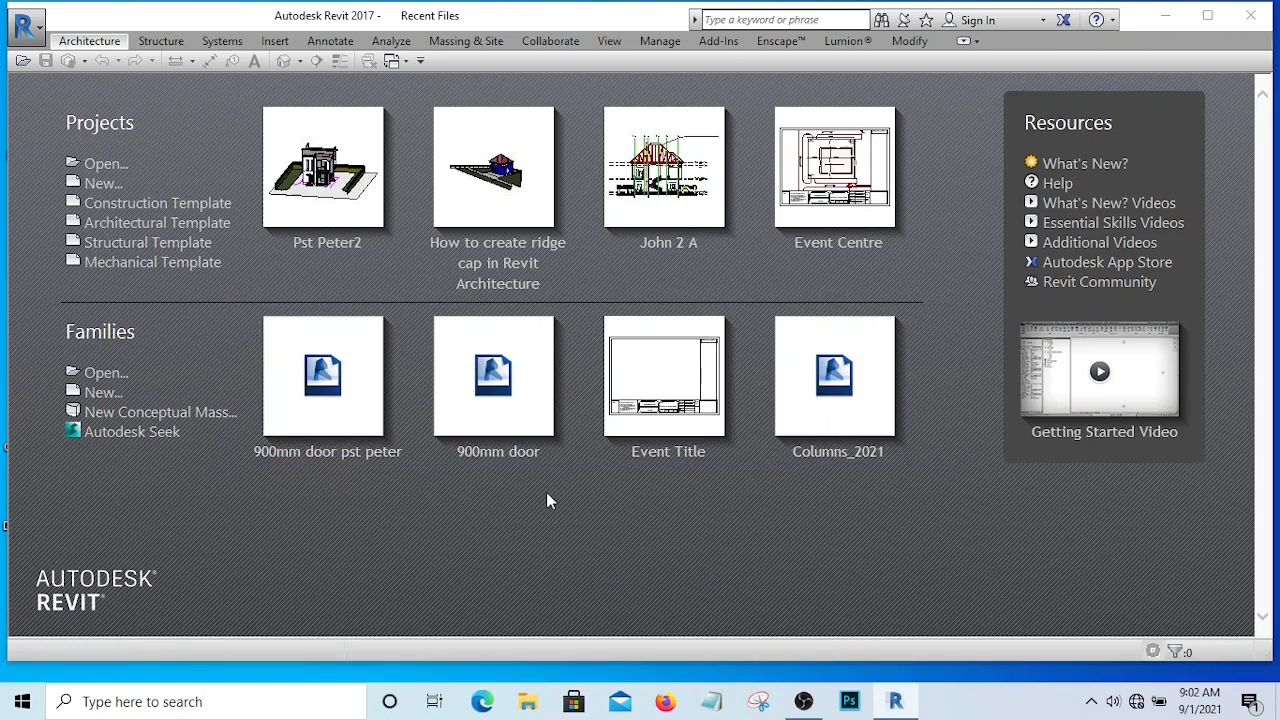 Autodesk Revit 2017 - Recent Files
Type a keyword or phrase
Sign In
Architecture Structure Systems Insert Annotate Analyze Massing & Site Collaborate View Manage Add-Ins Enscape™ Lumion® Modify
Projects
Open...
New...
Construction Template
Architectural Template
Structural Template
Mechanical Template
Pst Peter2
How to create ridge
cap in Revit
Architecture
John 2 A
Event Centre
Families
Open...
New...
New Conceptual Mass...
Autodesk Seek
900mm door pst peter
900mm door
Event Title
Columns_2021
Resources
What's New?
Help
What's New? Videos
Essential Skills Videos
Additional Videos
Autodesk App Store
Revit Community
Getting Started Video
AUTODESK®
REVIT®
:0
Type here to search
Ps
R
9:02 AM
9/1/2021
1